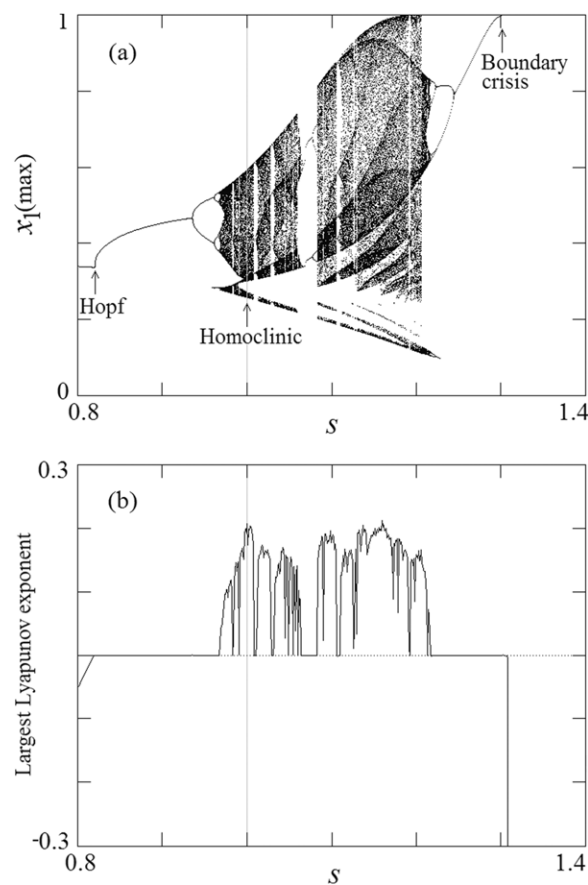 1
(a)
Boundary
crisis
x1(max)
Hopf
Homoclinic
0
0.8
1.4
s
0.3
(b)
Largest Lyapunov exponent
-0.3
0.8
1.4
s